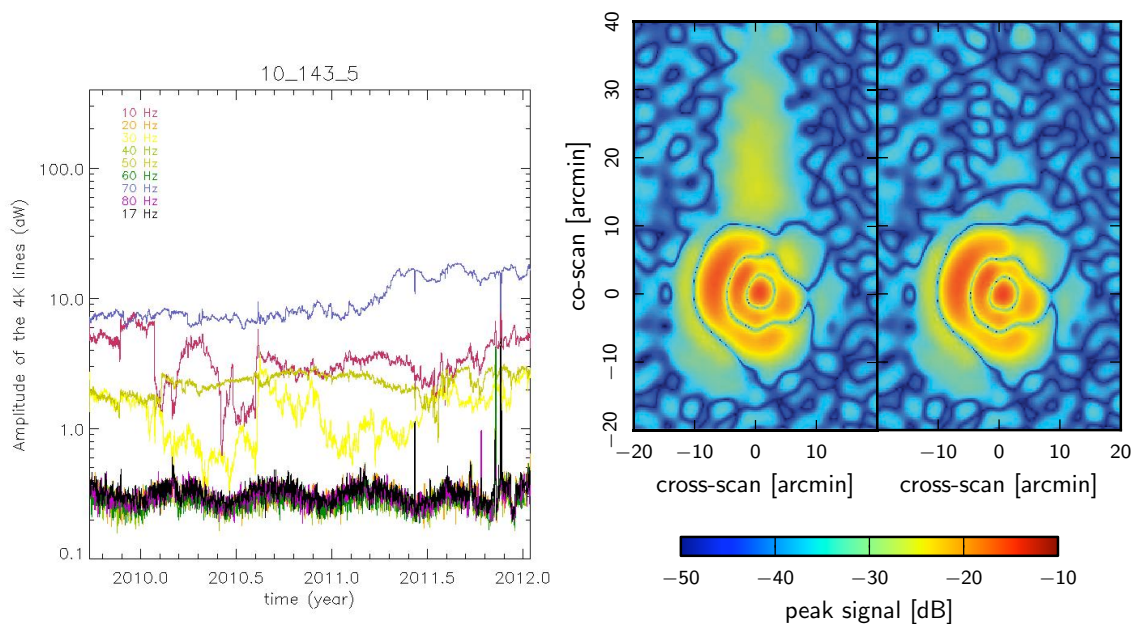 10_143_5
10 Hz
20 Hz
30 Hz
40 Hz
50 Hz
60 Hz
70 Hz
80 Hz
17 Hz
100.0
10.0
1.0
0.1
Amplitude of the 4K lines (aW)
2010.0 2010.5 2011.0 2011.5 2012.0
time (year)
40
30
20
10
0
−10
−20
co-scan [arcmin]
−20 −10 0 10
−10 0 10 20
cross-scan [arcmin] cross-scan [arcmin]
−50 −40 −30 −20 −10
peak signal [dB]